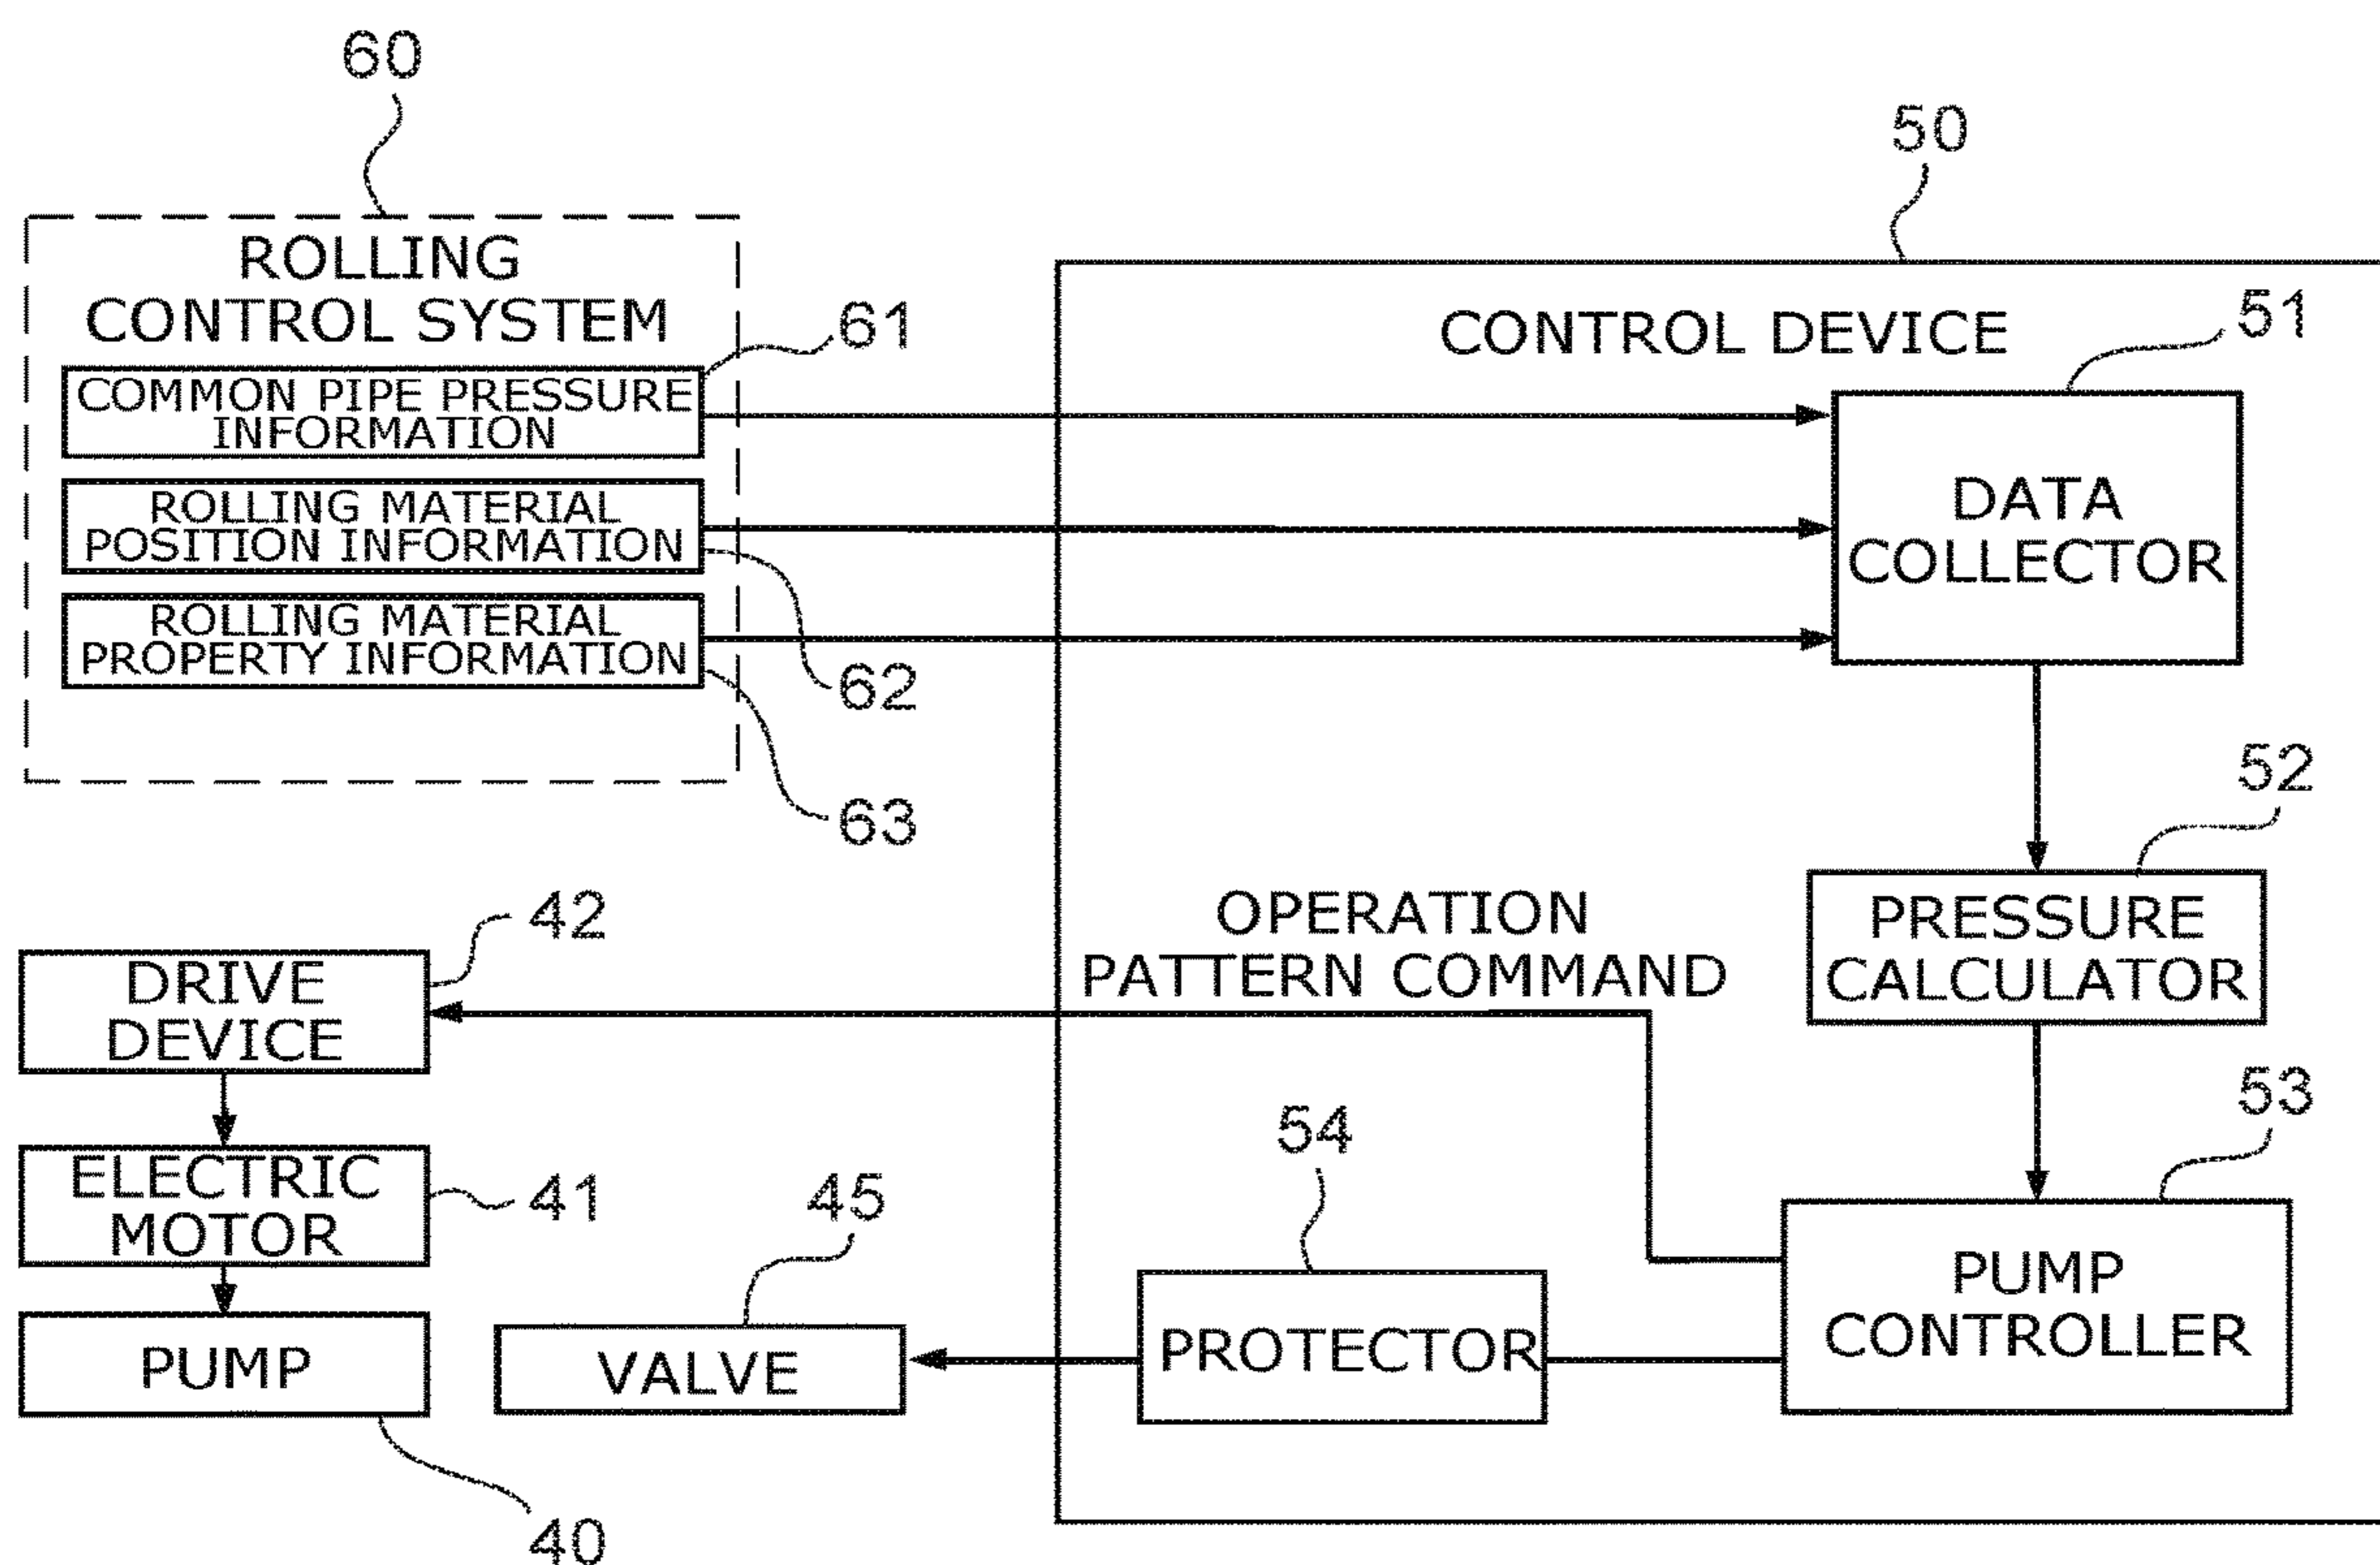 60
50
ROLLING
CONTROL SYSTEM
61
COMMON PIPE PRESSURE
INFORMATION
ROLLING MATERIAL
POSITION INFORMATION
62
ROLLING MATERIAL
PROPERTY INFORMATION
63
CONTROL DEVICE
51
DATA
COLLECTOR
52
PRESSURE
CALCULATOR
OPERATION
PATTERN COMMAND
42
DRIVE
DEVICE
53
PUMP
CONTROLLER
54
PROTECTOR
41
ELECTRIC
MOTOR
45
VALVE
PUMP
40